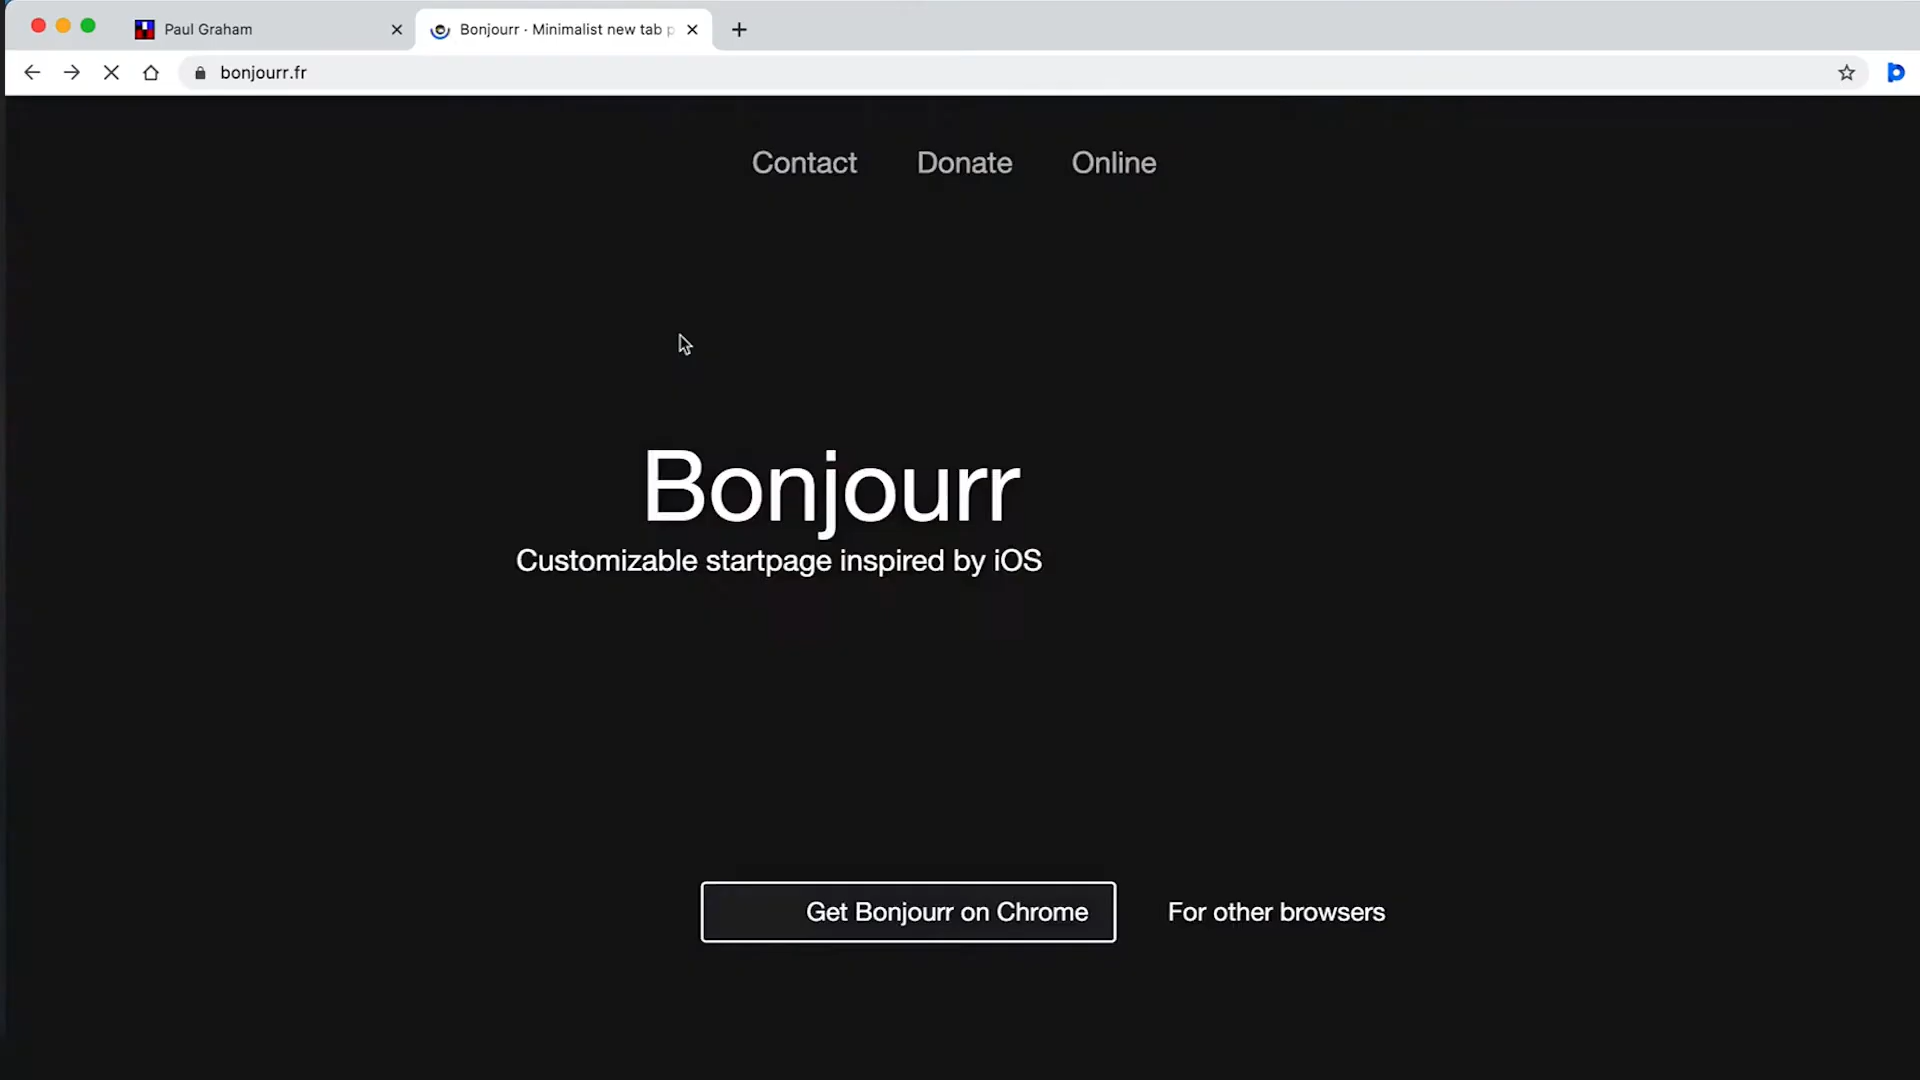 Paul Graham
Bonjourr · Minimalist new tab p
bonjourr.fr
Contact Donate Online
Bonjourr
Customizable startpage inspired by iOS
Get Bonjourr on Chrome
For other browsers